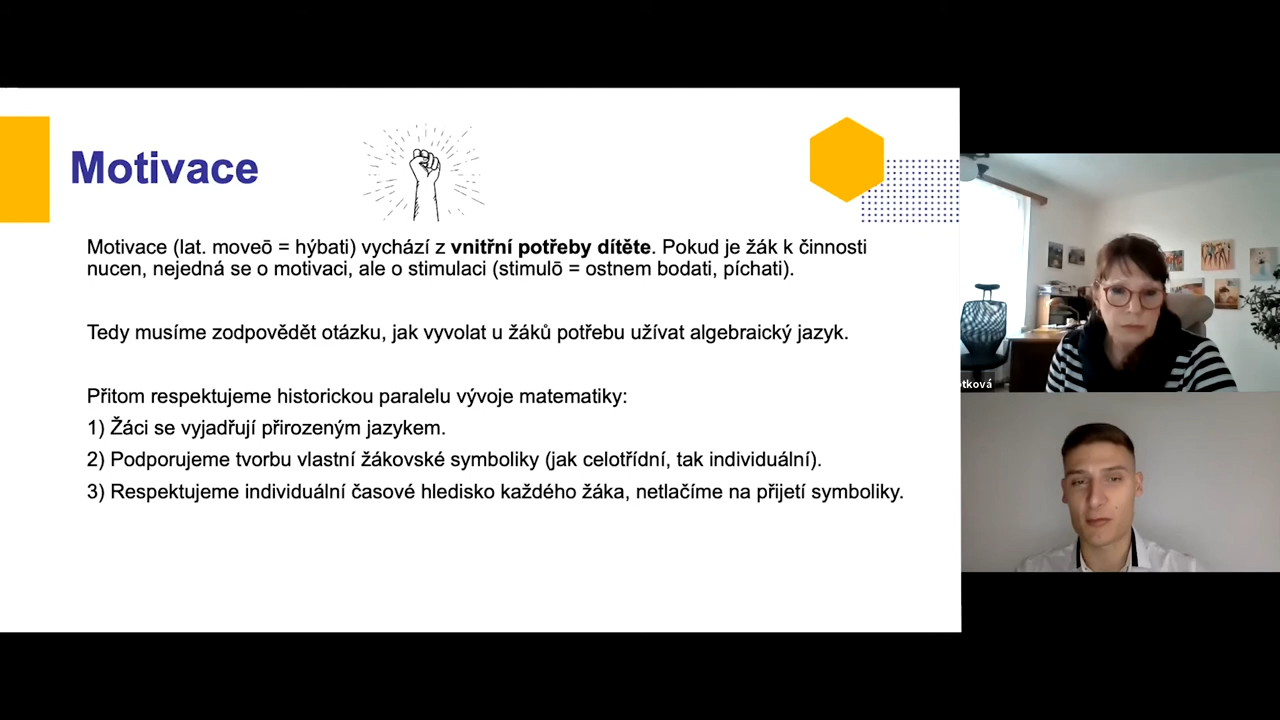 Motivace
Motivace (lat. moveō = hýbati) vychází z vnitřní potřeby dítěte. Pokud je žák k činnosti
nucen, nejedná se o motivaci, ale o stimulaci (stimulō = ostnem bodati, píchati).
Tedy musíme zodpovědět otázku, jak vyvolat u žáků potřebu užívat algebraický jazyk.
Přitom respektujeme historickou paralelu vývoje matematiky:
1) Žáci se vyjadřují přirozeným jazykem.
2) Podporujeme tvorbu vlastní žákovské symboliky (jak celotřídní, tak individuální).
3) Respektujeme individuální časové hledisko každého žáka, netlačíme na přijetí symboliky.